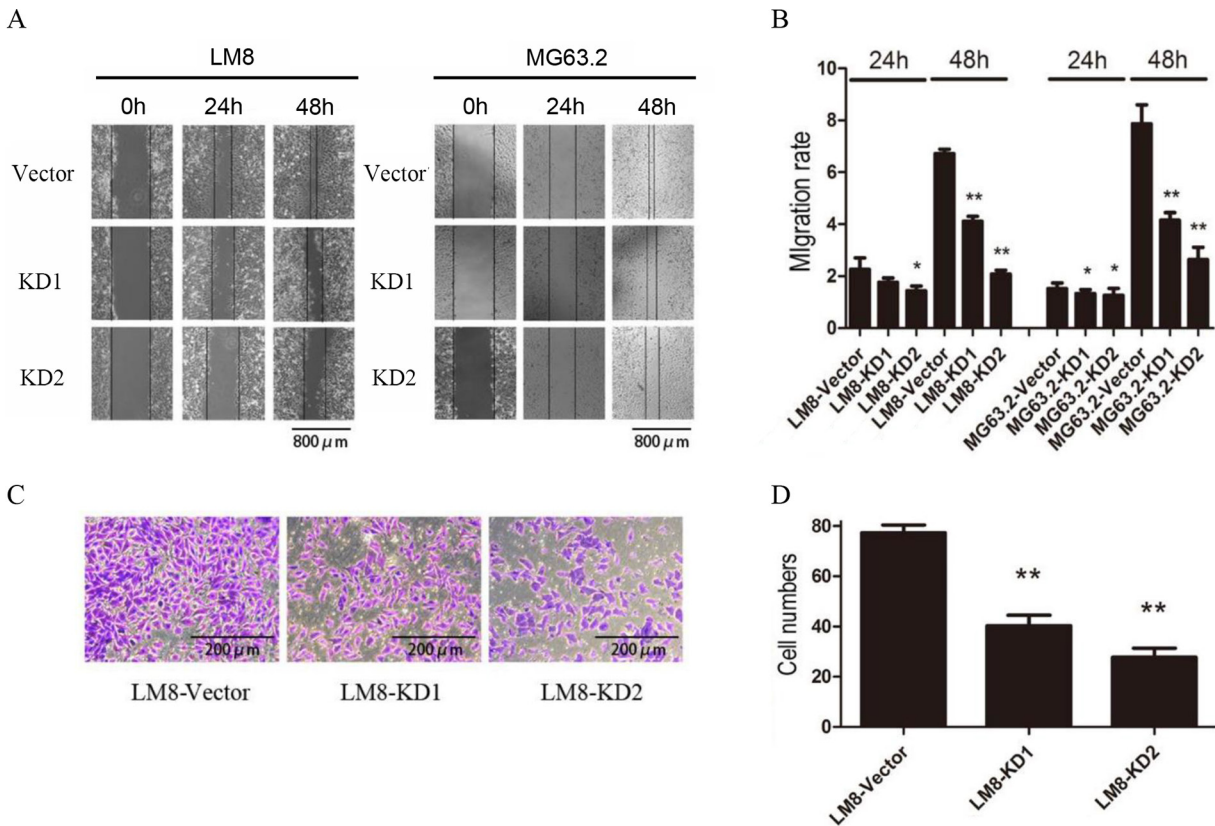 A
LM8
MG63.2
0h 24h 48h
0h 24h 48h
Vector
Vector
KD1
KD1
KD2
KD2
800 μm
800 μm
B
24h
48h
24h
48h
MIgration rate
10
8
6
4
2
0
**
*
**
*
*
**
**
LM8-Vector
LM8-KD1
LM8-KD2
LM8-Vector
LM8-KD1
LM8-KD2
MG63.2-Vector
MG63.2-KD1
MG63.2-KD2
MG63.2-Vector
MG63.2-KD1
MG63.2-KD2
C
200 μm
200 μm
200 μm
LM8-Vector
LM8-KD1
LM8-KD2
D
Cell numbers
80
60
40
20
0
**
**
LM8-Vector
LM8-KD1
LM8-KD2